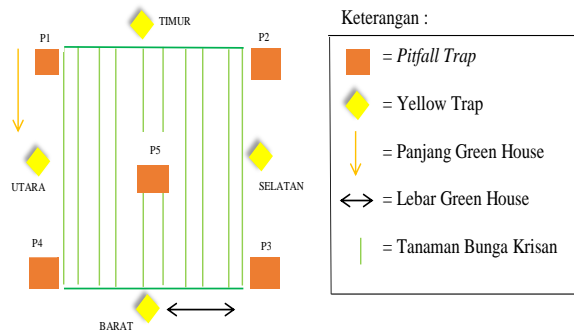 TIMUR
P1
P2
P5
UTARA
SELATAN
P4
P3
BARAT
Keterangan :
= Pitfall Trap
= Yellow Trap
= Panjang Green House
= Lebar Green House
= Tanaman Bunga Krisan